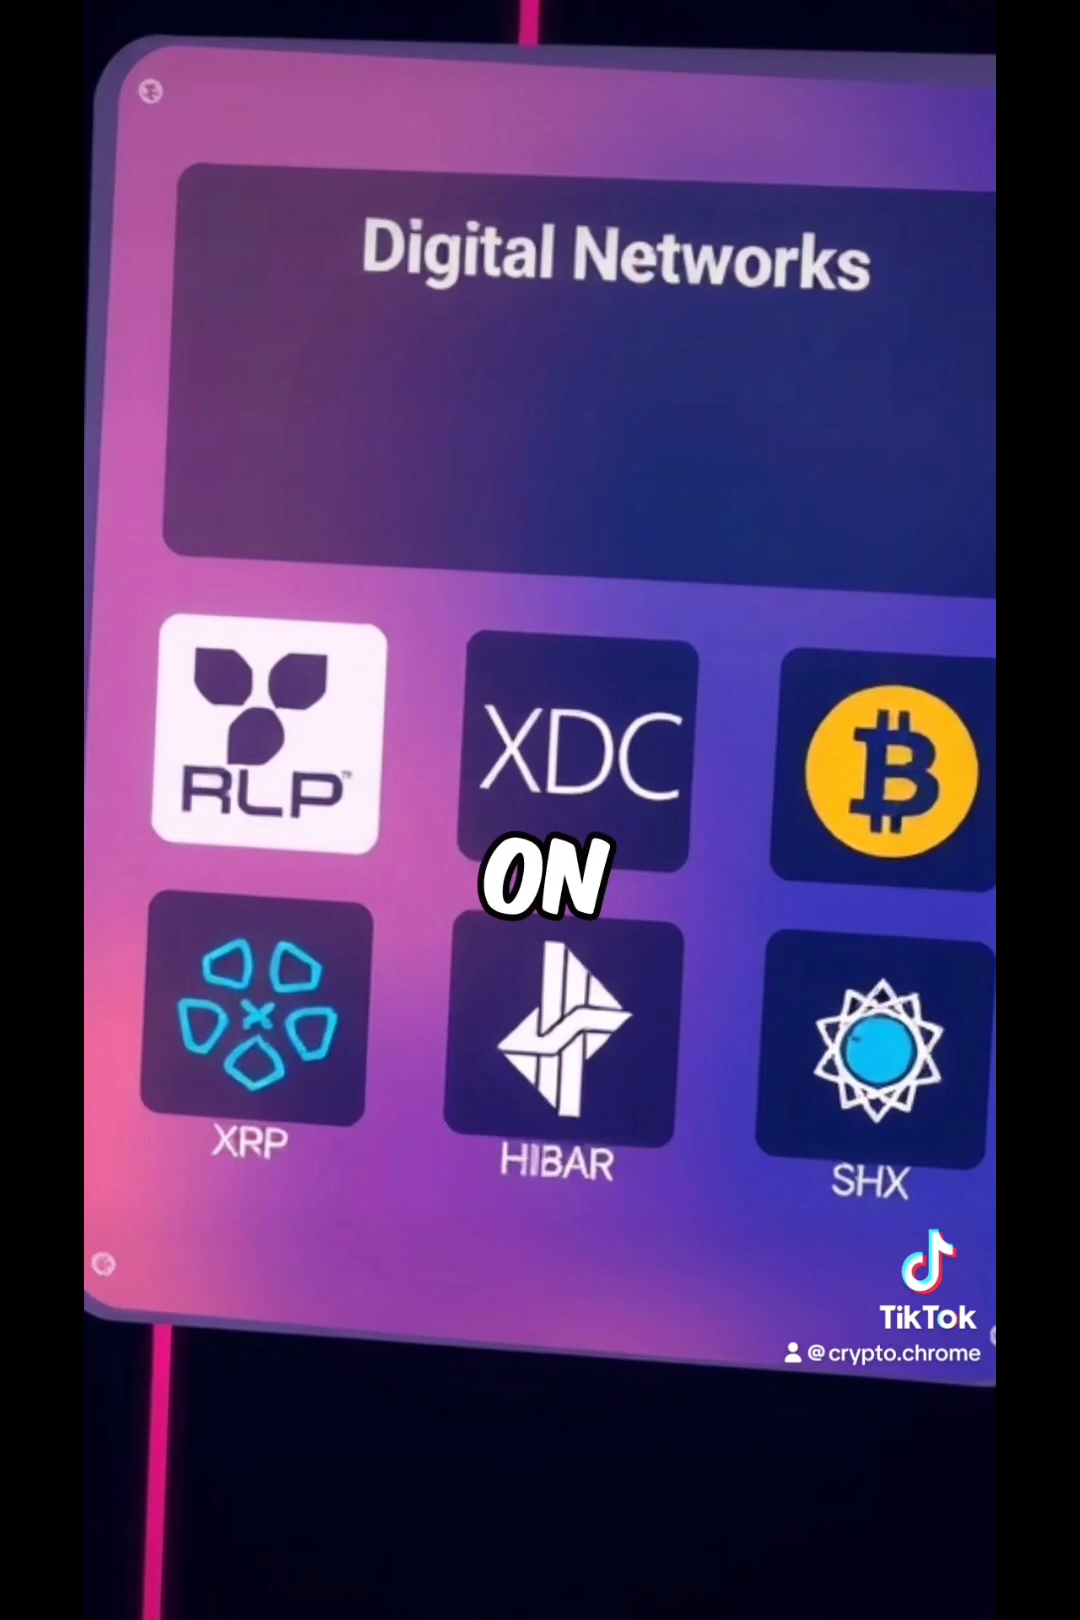 Digital Networks
RLP
XDC
ON
XRP
HIBAR
SHX
TikTok
@crypto.chrome